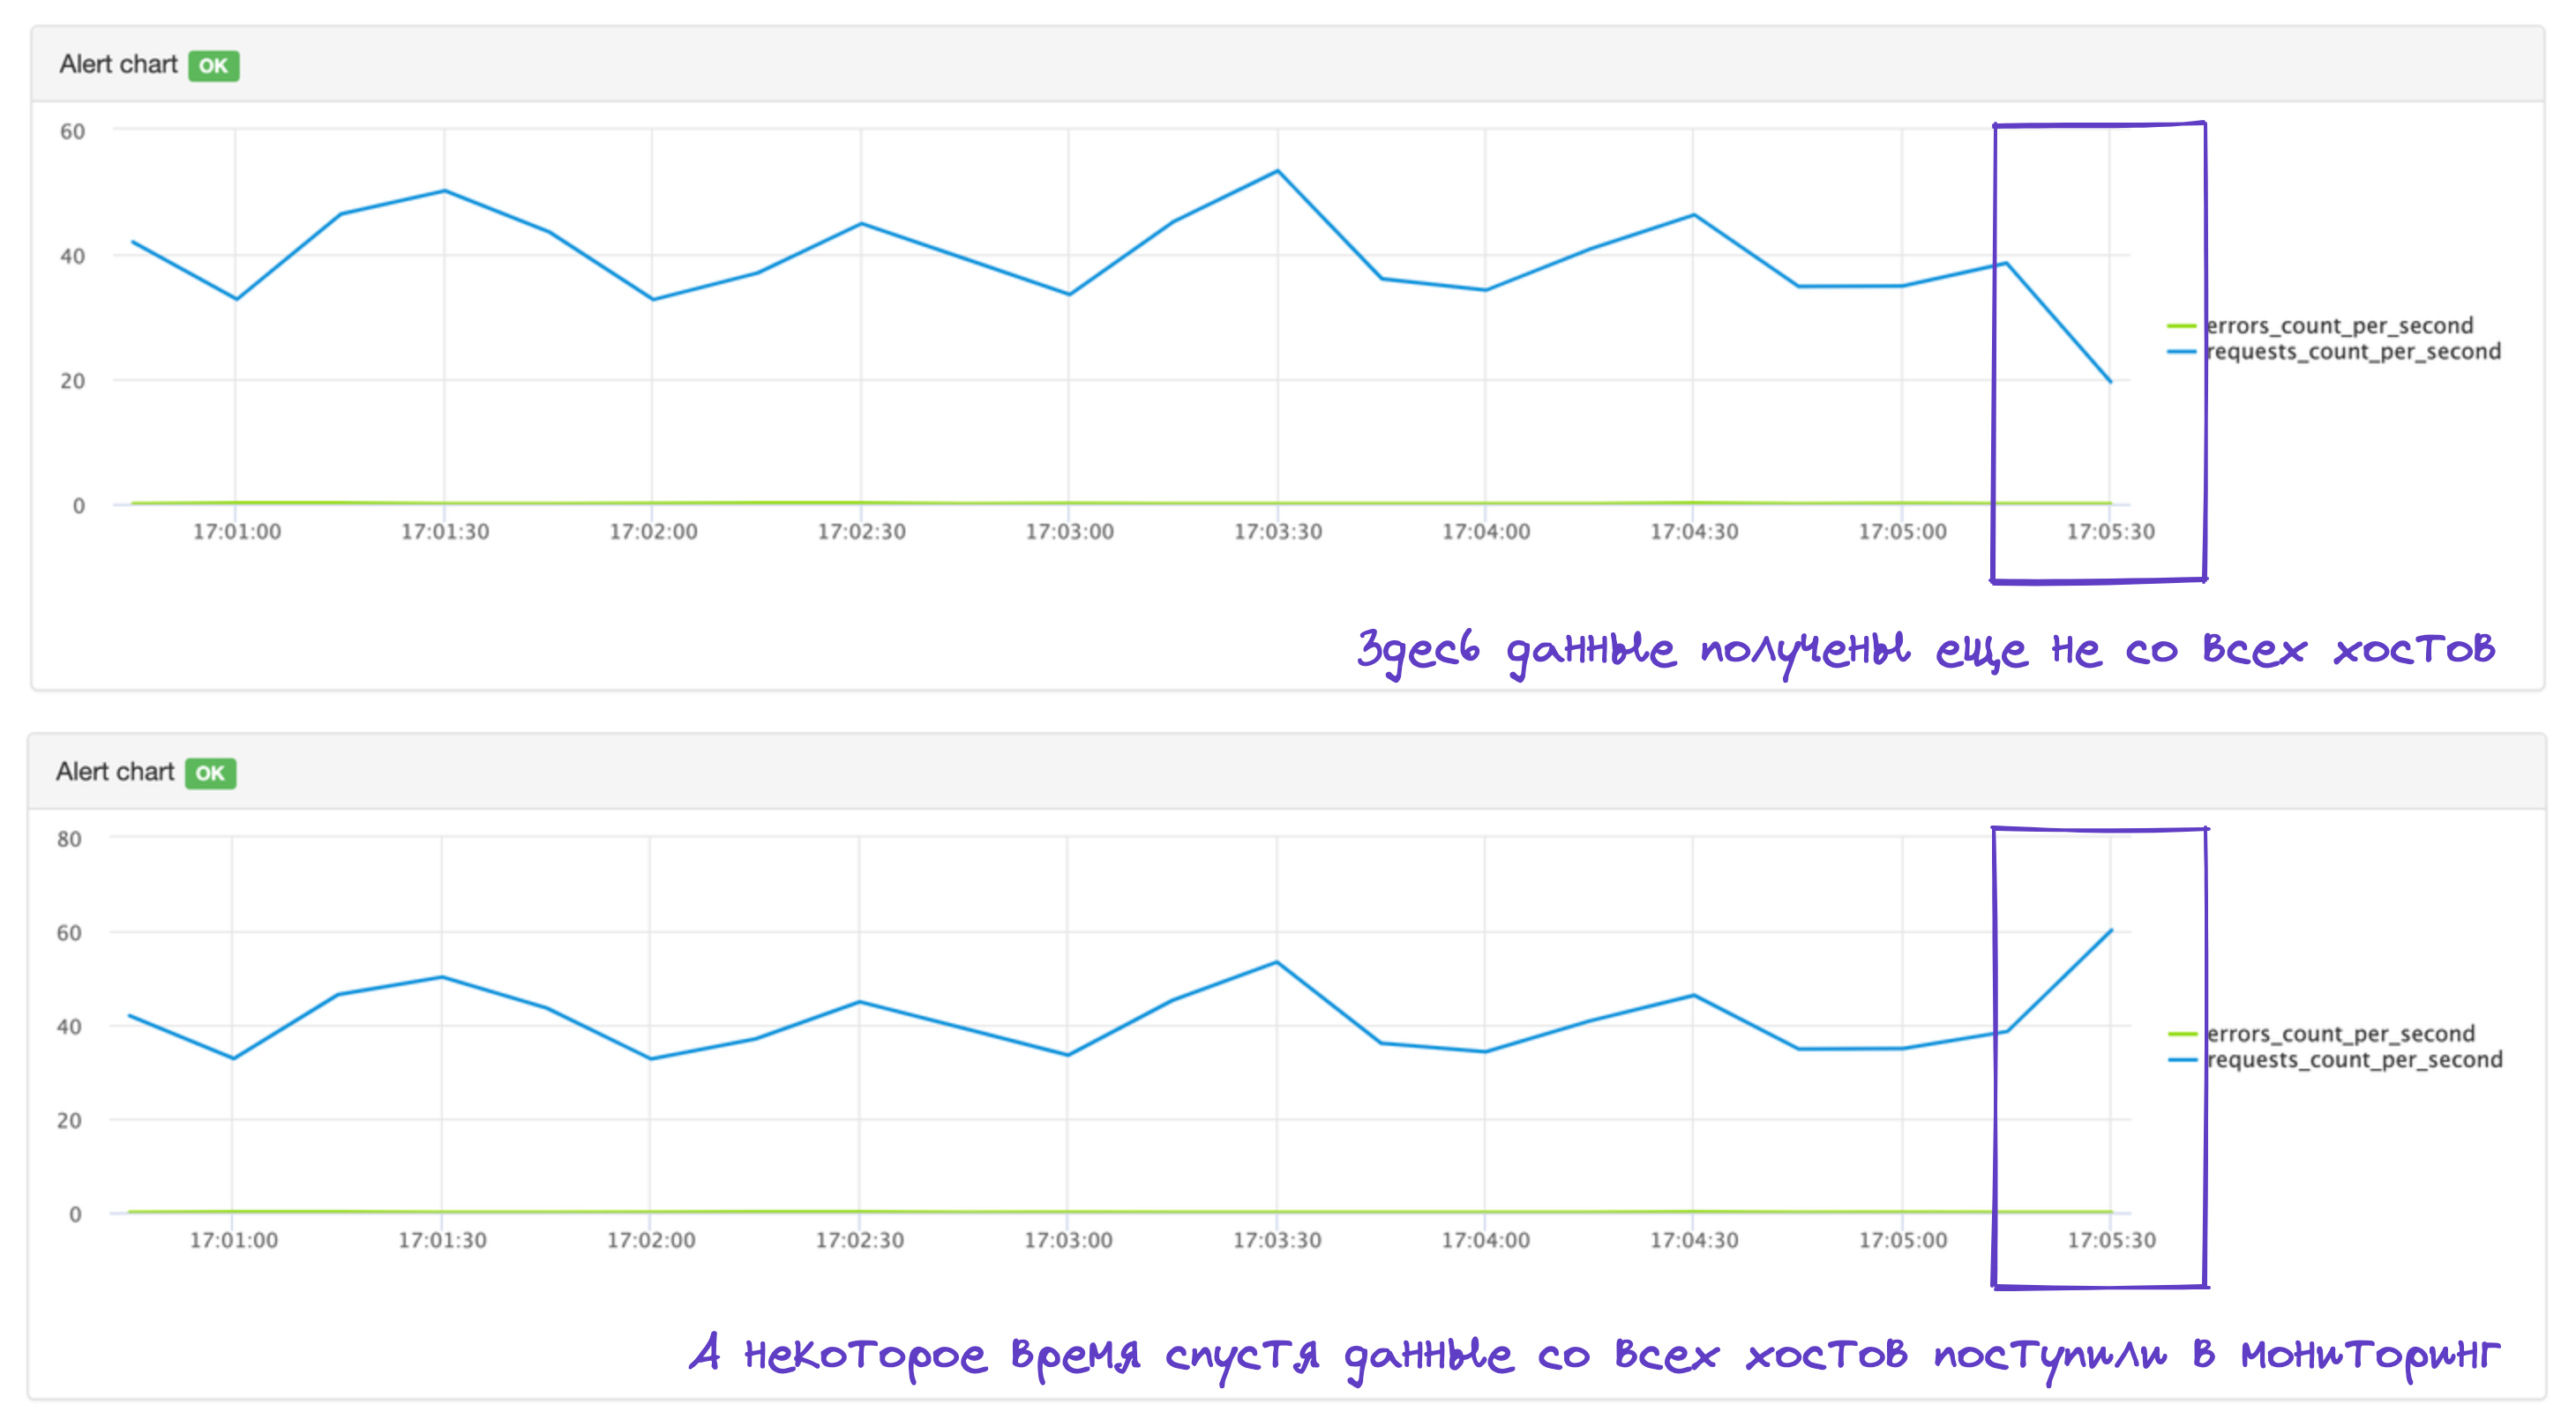 Alert chart OK
60
40
20
0
17:01:00 17:01:30 17:02:00 17:02:30 17:03:00 17:03:30 17:04:00 17:04:30 17:05:00 17:05:30
errors_count_per_second
requests_count_per_second
Здесь данные получены еще не со всех хостов
Alert chart OK
80
60
40
20
0
17:01:00 17:01:30 17:02:00 17:02:30 17:03:00 17:03:30 17:04:00 17:04:30 17:05:00 17:05:30
errors_count_per_second
requests_count_per_second
А некоторое время спустя данные со всех хостов поступили в мониторинг